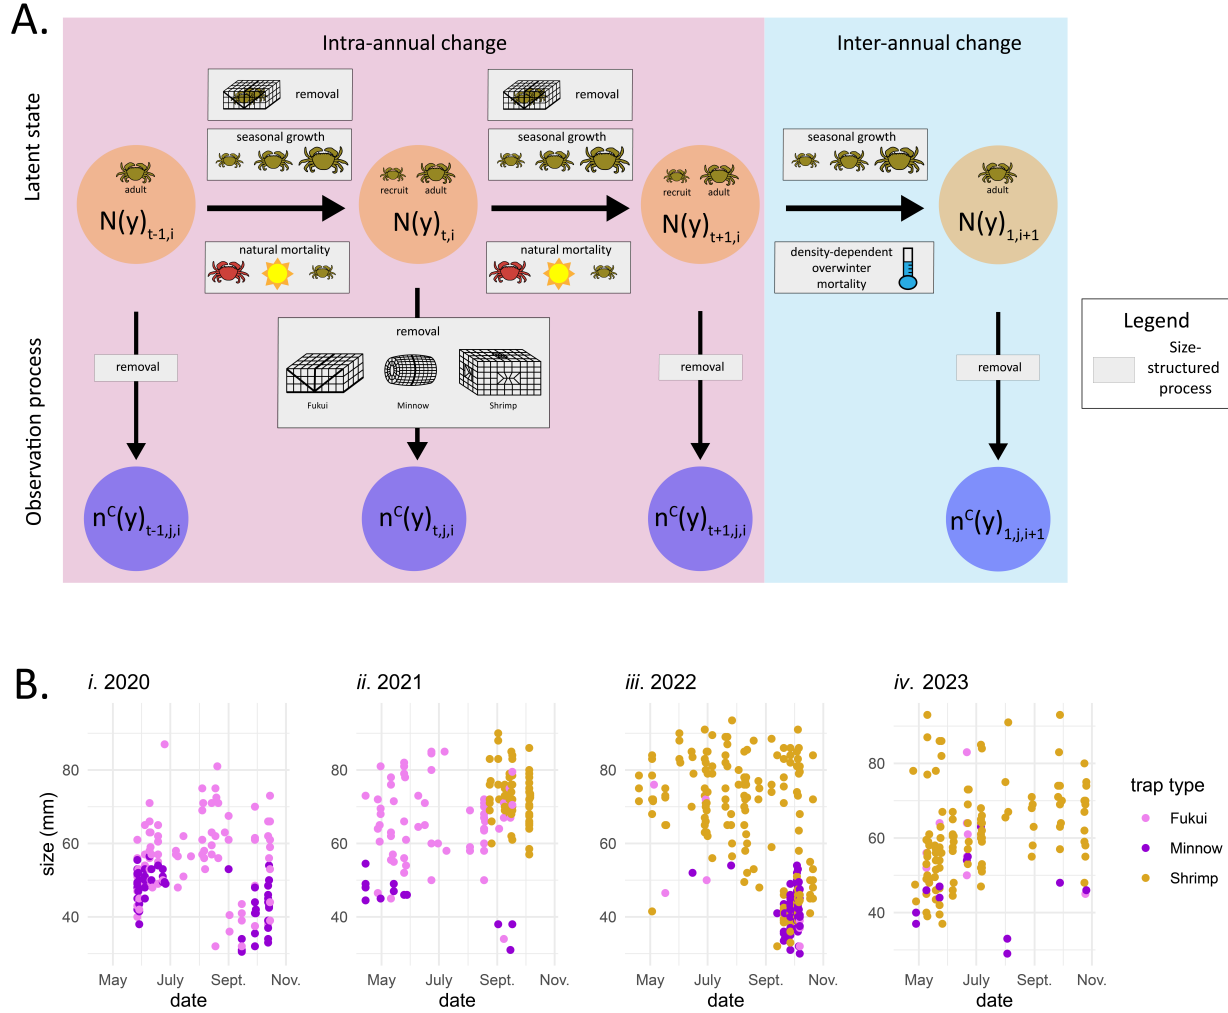 A.
Intra-annual change
Inter-annual change
Latent state
removal
removal
seasonal growth
seasonal growth
seasonal growth
adult
N(y)t-1,i
recruit adult
N(y)t,i
recruit adult
N(y)t+1,i
adult
N(y)1,i+1
natural mortality
natural mortality
density-dependent
overwinter
mortality
Observation process
removal
removal
Fukui Minnow Shrimp
removal
removal
Legend
Size-
structured
process
nC(y)t-1,j,i
nC(y)t,j,i
nC(y)t+1,j,i
nC(y)1,j,i+1
B.
i. 2020
ii. 2021
iii. 2022
iv. 2023
size (mm)
80
60
40
May July Sept. Nov.
date
80
60
40
May July Sept. Nov.
date
80
60
40
May July Sept. Nov.
date
80
60
40
May July Sept. Nov.
date
trap type
Fukui
Minnow
Shrimp